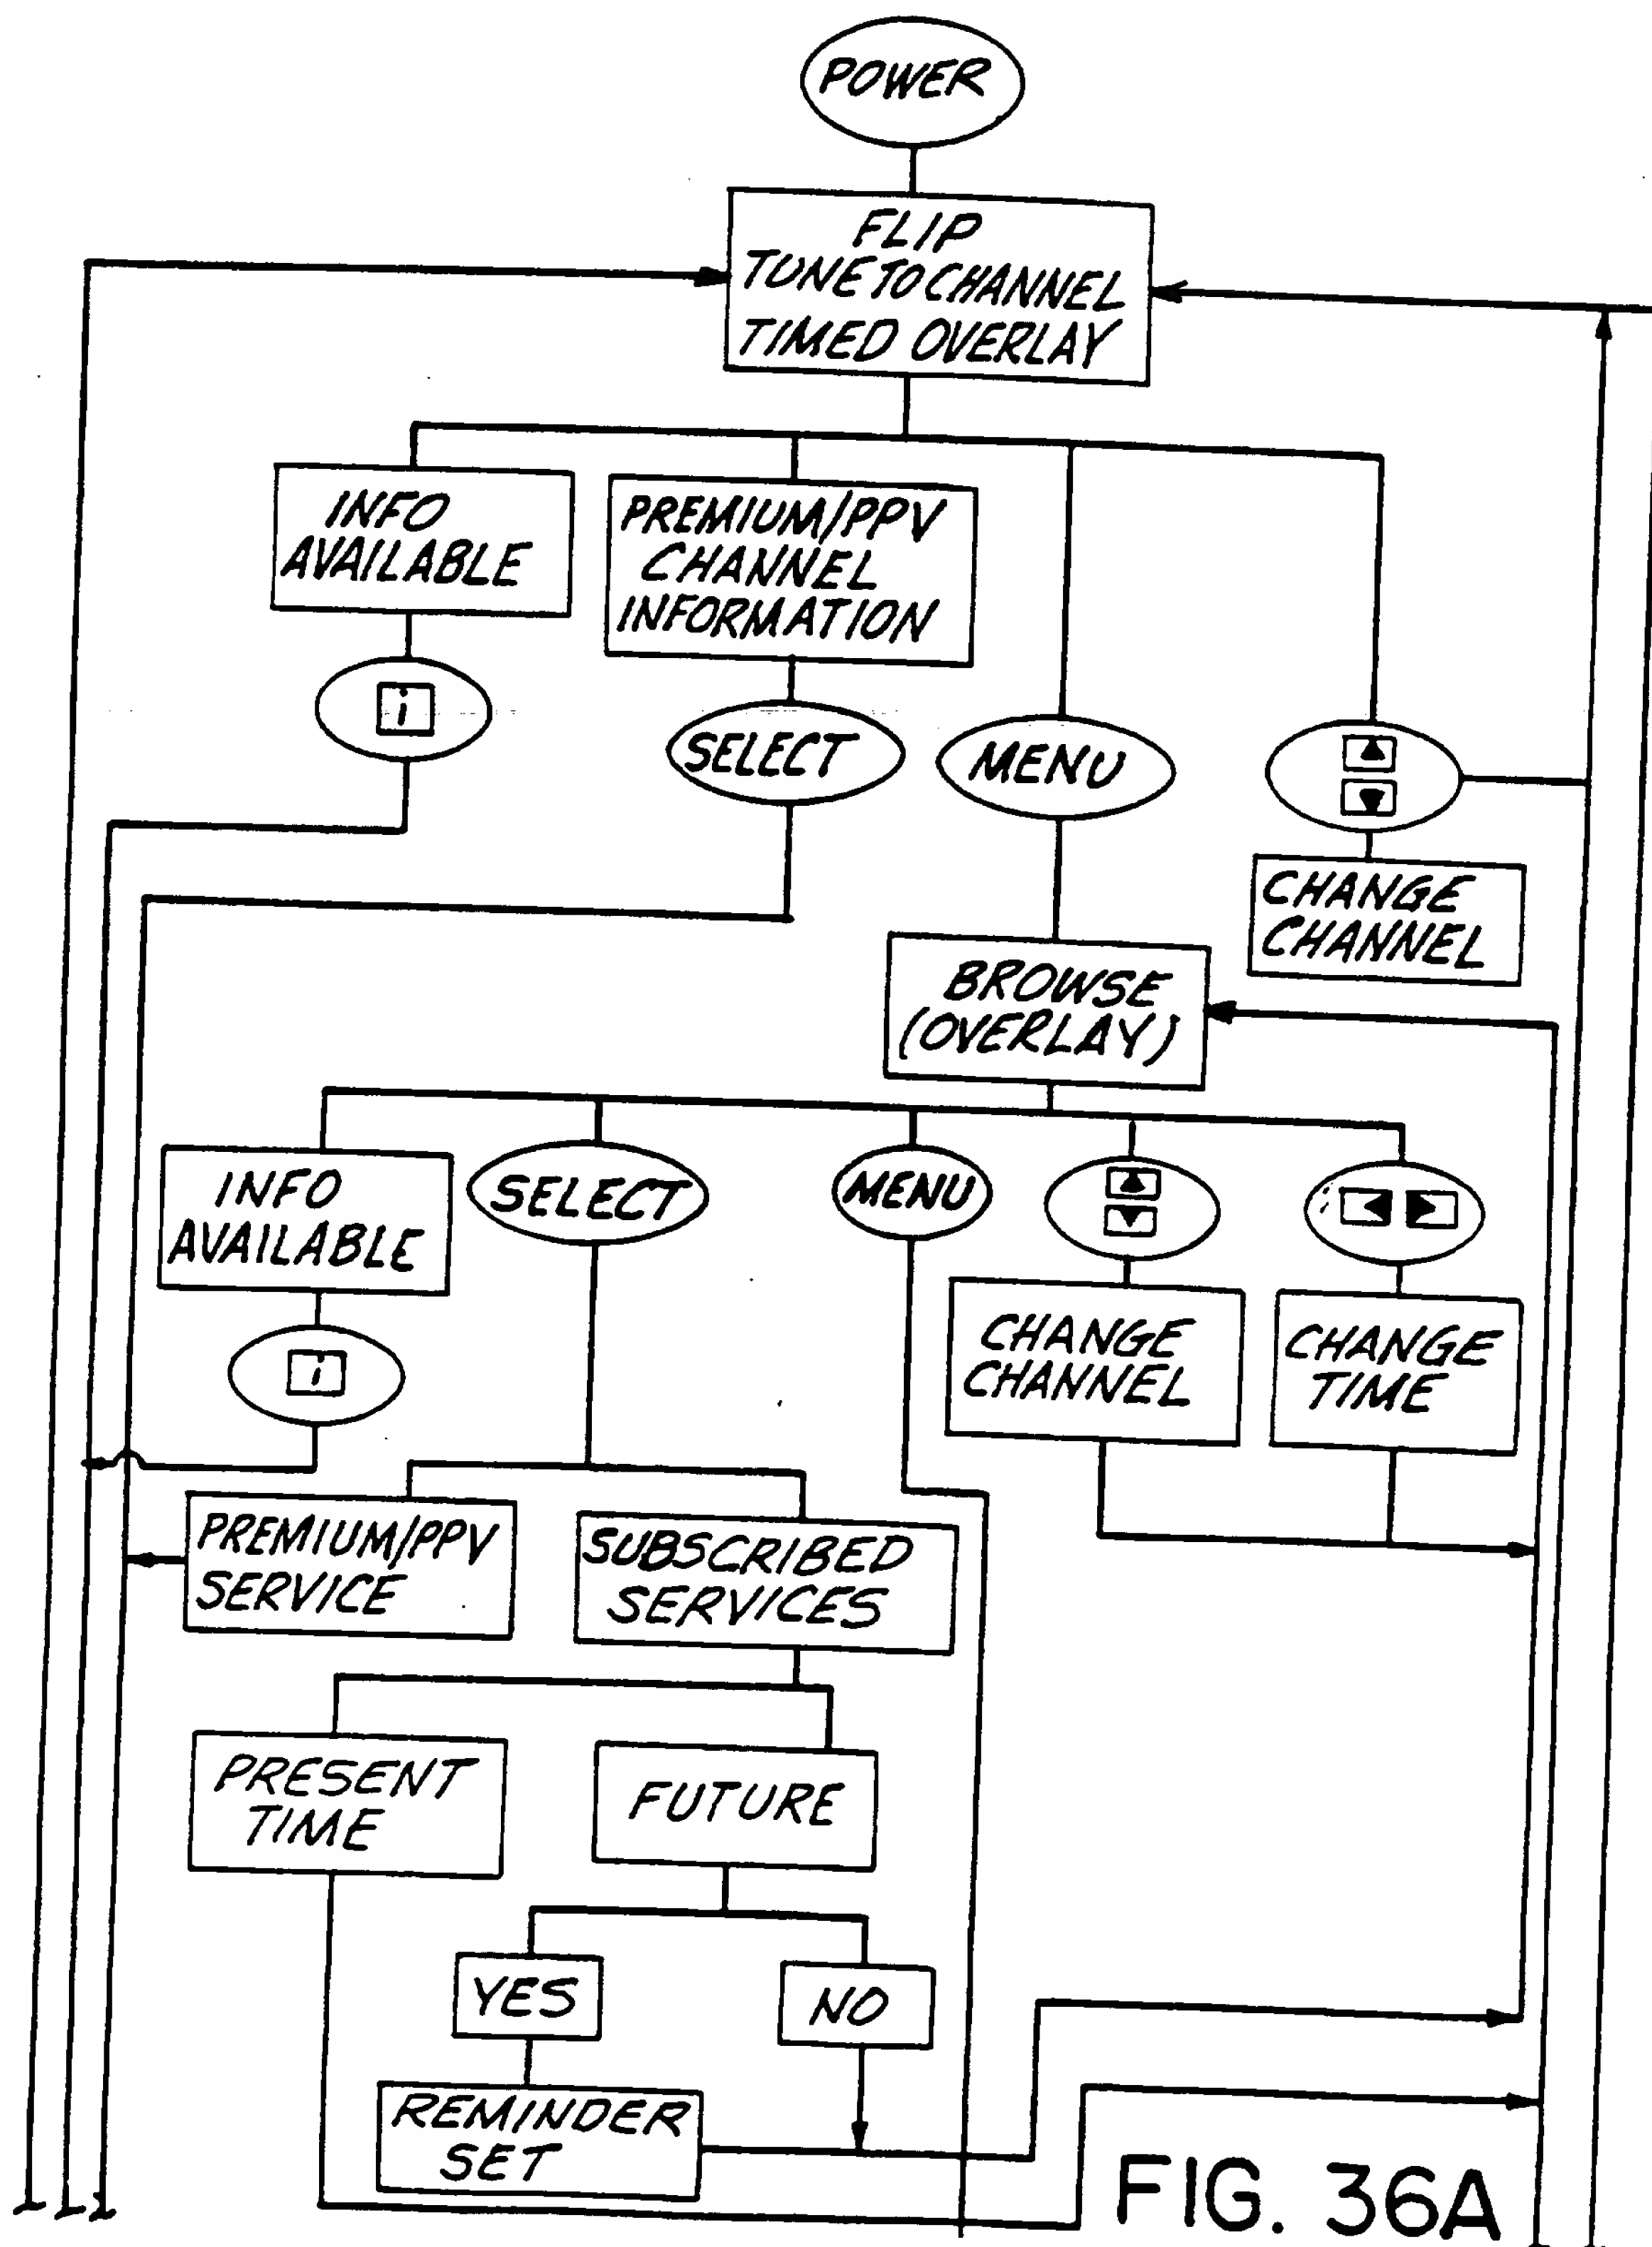 POWER
FLIP
TUNE TO CHANNEL
TIMED OVERLAY
INFO
AVAILABLE
PREMIUM/PPV
CHANNEL
INFORMATION
i
SELECT
MENU
CHANGE
CHANNEL
BROWSE
(OVERLAY)
INFO
AVAILABLE
SELECT
MENU
i
CHANGE
CHANNEL
CHANGE
TIME
PREMIUM/PPV
SERVICE
SUBSCRIBED
SERVICES
PRESENT
TIME
FUTURE
YES
NO
REMINDER
SET
FIG. 36A